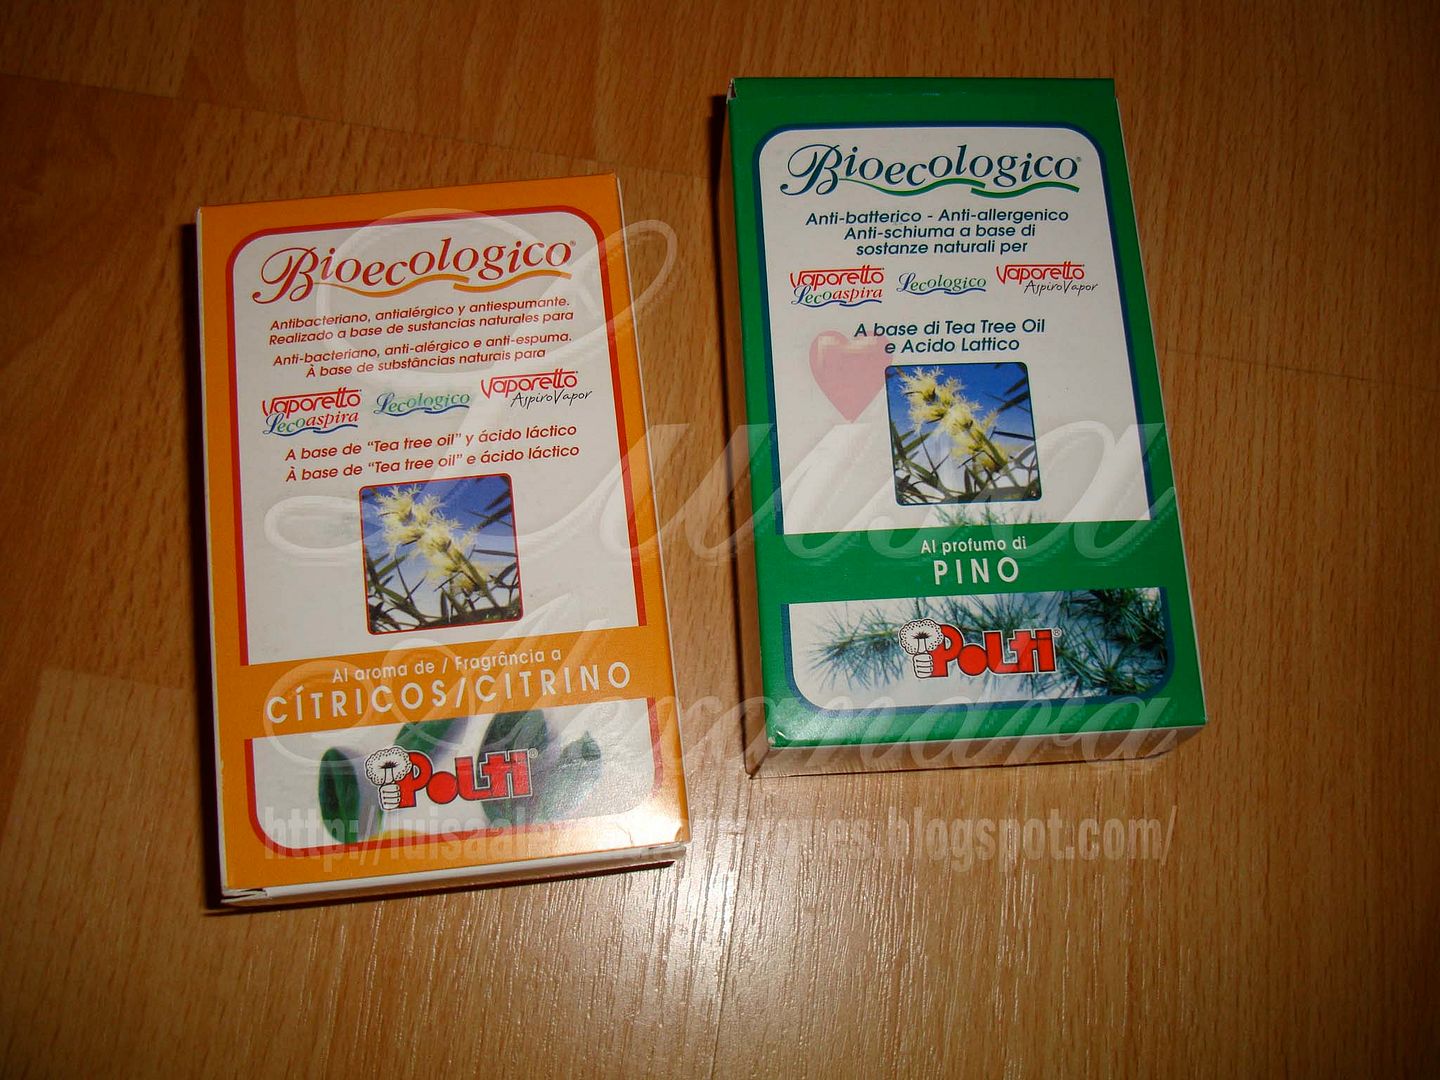 Bioecologico
Antibacteriano, antialérgico y antiespumante.
Realizado a base de sustancias naturales para
Anti-bacteriano, anti-alérgico e anti-espuma.
À base de substâncias naturais para
Vaporetto
Lecoaspira
Lecologico
Vaporetto
AspiroVapor
A base de “Tea tree oil” y ácido láctico
À base de “Tea tree oil” e ácido láctico
Al aroma de / Fragrância a
CÍTRICOS/CITRINO
POLTI
Bioecologico
Anti-batterico - Anti-allergenico
Anti-schiuma a base di
sostanze naturali per
Vaporetto
Lecoaspira
Lecologico
Vaporetto
AspiroVapor
A base di Tea Tree Oil
e Acido Lattico
Al profumo di
PINO
POLTI
Luisa